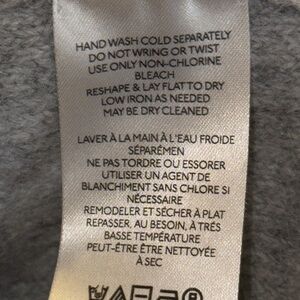 HAND WASH COLD SEPARATELY
DO NOT WRING OR TWIST
USE ONLY NON-CHLORINE
BLEACH
RESHAPE & LAY FLAT TO DRY
LOW IRON AS NEEDED
MAY BE DRY CLEANED
LAVER À LA MAIN À L'EAU FROIDE
SÉPARÉMEN
NE PAS TORDRE OU ESSORER
UTILISER UN AGENT DE
BLANCHIMENT SANS CHLORE SI
NÉCESSAIRE
REMODELER ET SÉCHER À PLAT
REPASSER, AU BESOIN, À TRÈS
BASSE TEMPÉRATURE
PEUT-ÊTRE ÊTRE NETTOYÉE
À SEC